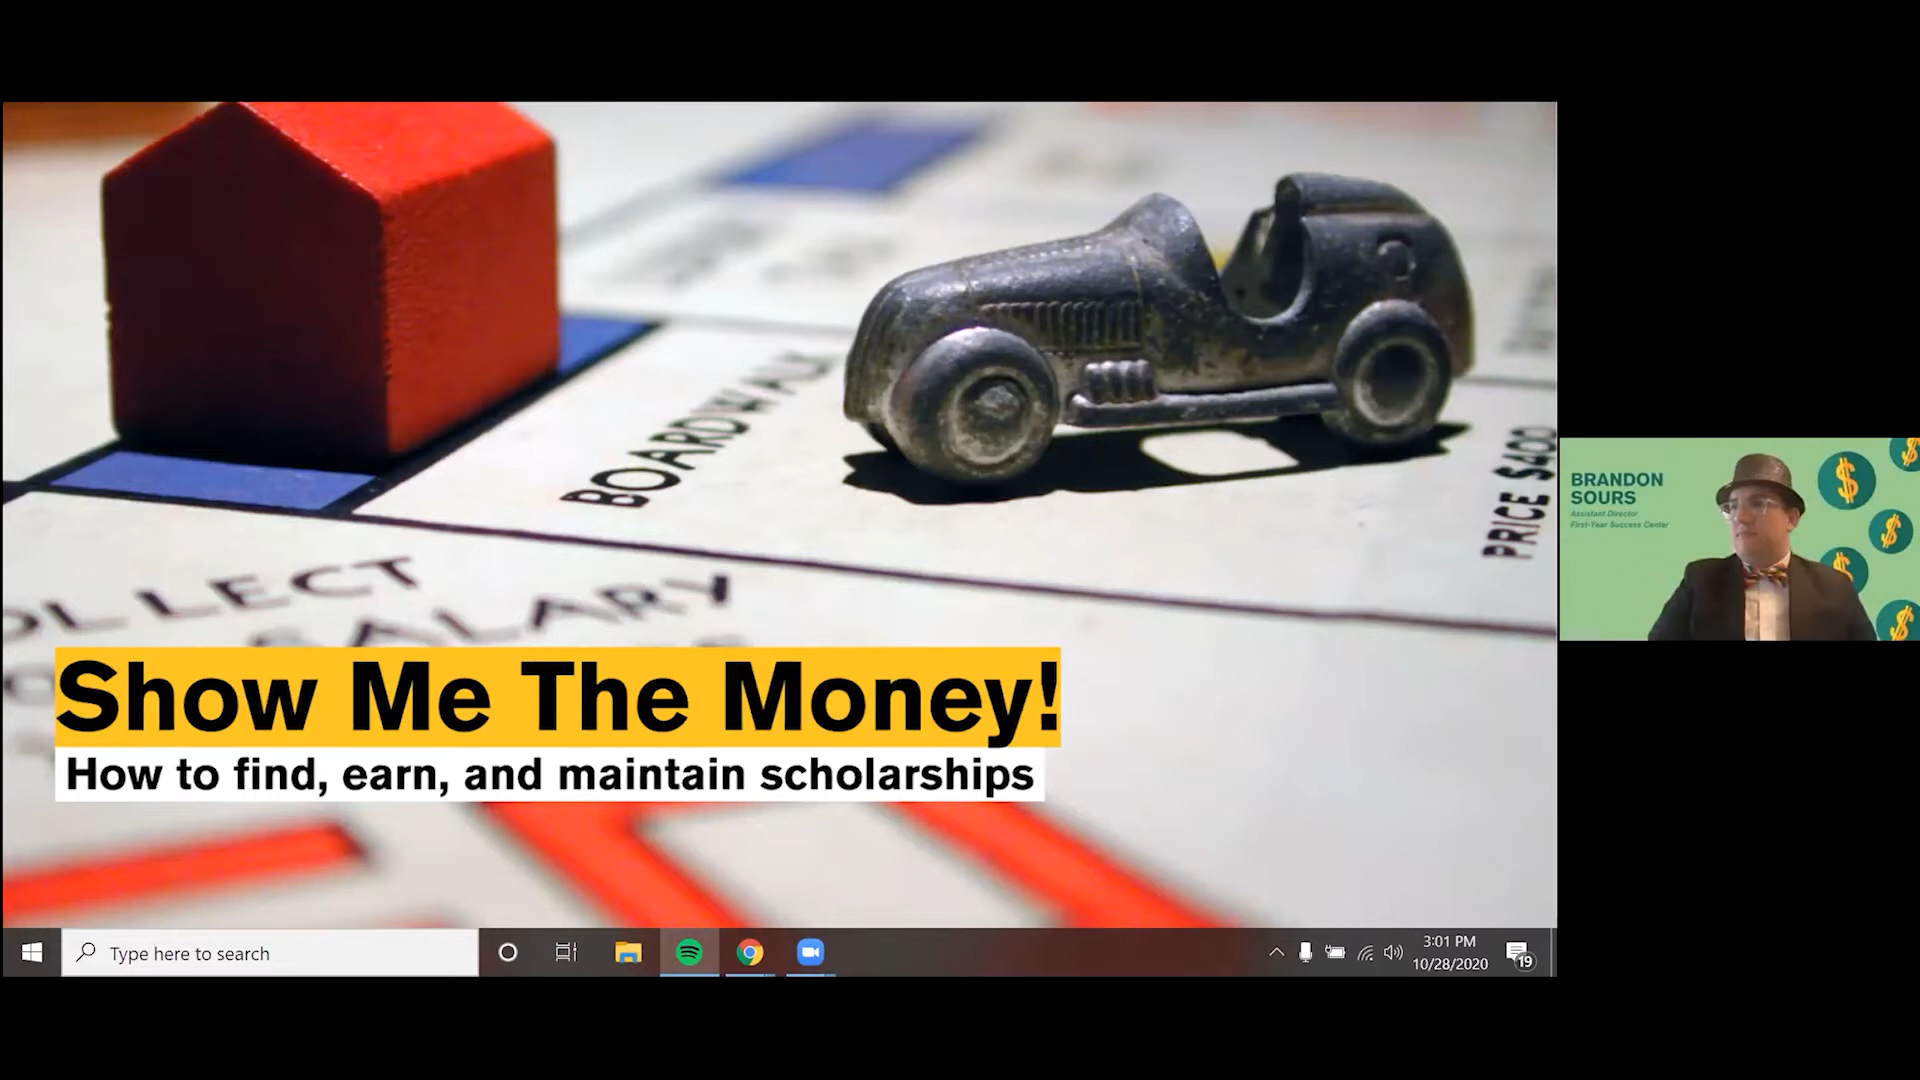 BOARDWALK
PRICE $400
OLLECT
SALARY
Show Me The Money!
How to find, earn, and maintain scholarships
BRANDON
SOURS
Assistant Director
First-Year Success Center
Type here to search
3:01 PM
10/28/2020
19